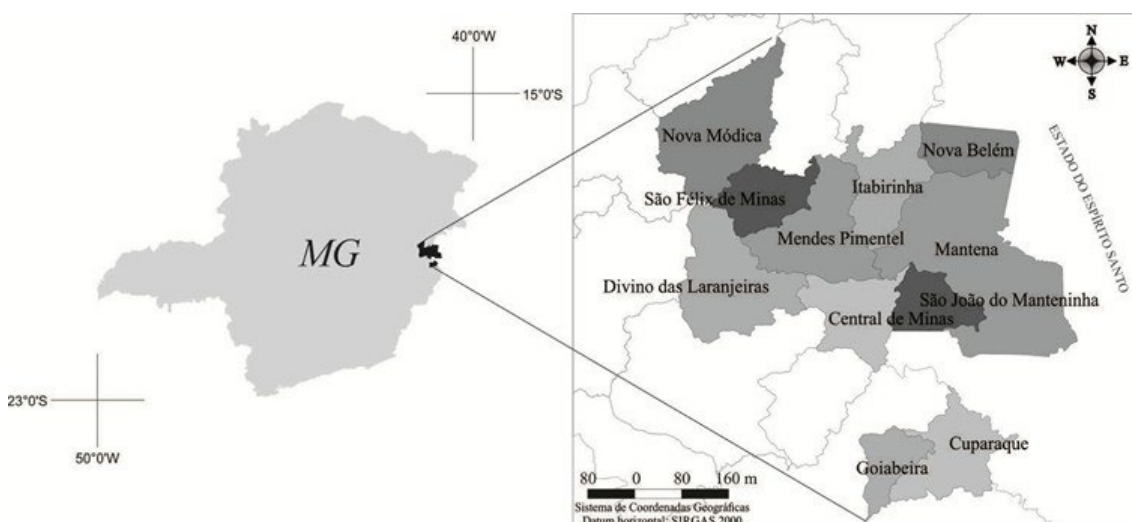 40°0'W
15°0'S
MG
23°0'S
50°0'W
N
W E
S
Nova Módica
Nova Belém
ESTADO DO ESPÍRITO SANTO
Itabirinha
São Félix de Minas
Mendes Pimentel
Mantena
Divino das Laranjeiras
São João do Manteninha
Central de Minas
Cuparaque
Goiabeira
80 0 80 160 m
Sistema de Coordenadas Geográficas
Datum horizontal: SIRGAS 2000